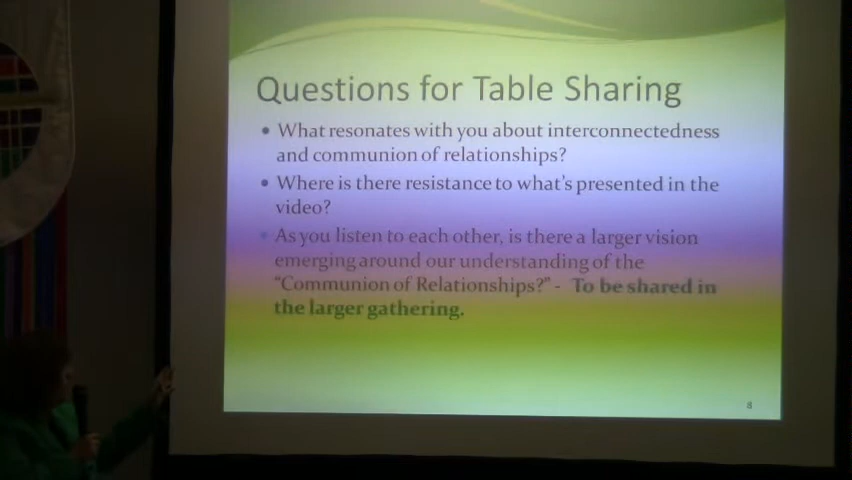 Questions for Table Sharing
• What resonates with you about interconnectedness
and communion of relationships?
• Where is there resistance to what's presented in the
video?
• As you listen to each other, is there a larger vision
emerging around our understanding of the
“Communion of Relationships?” - To be shared in
the larger gathering.
8